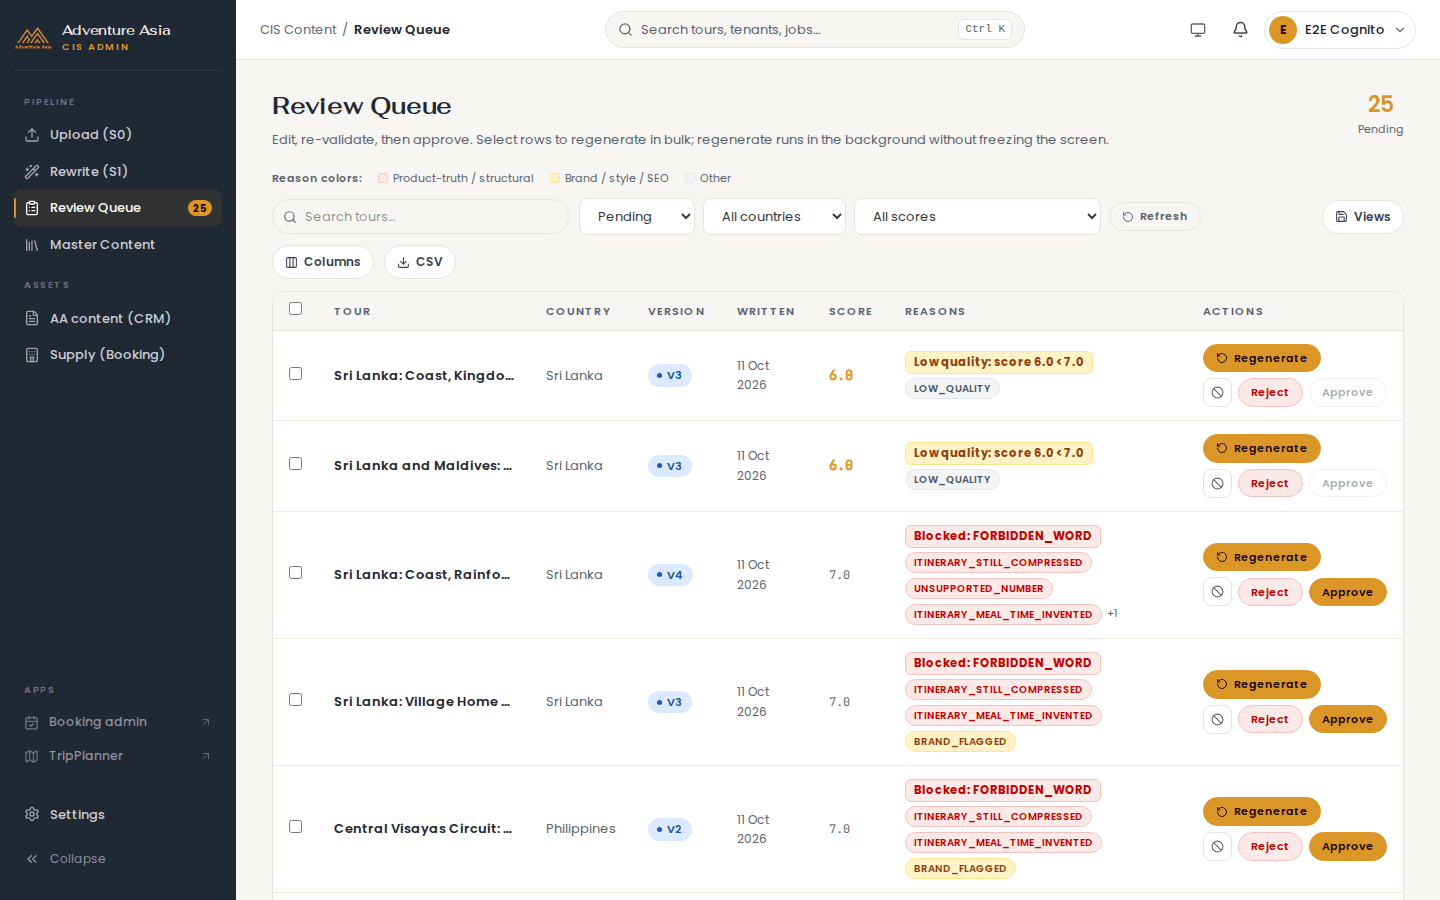 Adventure Asia
CIS ADMIN
Adventure Asia
PIPELINE
Upload (S0)
Rewrite (S1)
Review Queue 25
Master Content
ASSETS
AA content (CRM)
Supply (Booking)
APPS
Booking admin
TripPlanner
Settings
Collapse
CIS Content / Review Queue
Search tours, tenants, jobs... Ctrl K
E E2E Cognito
Review Queue
25
Pending
Edit, re-validate, then approve. Select rows to regenerate in bulk; regenerate runs in the background without freezing the screen.
Reason colors: Product-truth / structural Brand / style / SEO Other
Search tours... Pending All countries All scores Refresh Views
Columns CSV
TOUR COUNTRY VERSION WRITTEN SCORE REASONS ACTIONS
Sri Lanka: Coast, Kingdo... Sri Lanka V3 11 Oct 2026 6.0 Low quality: score 6.0 < 7.0 Regenerate
LOW_QUALITY Reject Approve
Sri Lanka and Maldives: ... Sri Lanka V3 11 Oct 2026 6.0 Low quality: score 6.0 < 7.0 Regenerate
LOW_QUALITY Reject Approve
Sri Lanka: Coast, Rainfo... Sri Lanka V4 11 Oct 2026 7.0 Blocked: FORBIDDEN_WORD Regenerate
ITINERARY_STILL_COMPRESSED
UNSUPPORTED_NUMBER Reject Approve
ITINERARY_MEAL_TIME_INVENTED +1
Sri Lanka: Village Home ... Sri Lanka V3 11 Oct 2026 7.0 Blocked: FORBIDDEN_WORD Regenerate
ITINERARY_STILL_COMPRESSED
ITINERARY_MEAL_TIME_INVENTED Reject Approve
BRAND_FLAGGED
Central Visayas Circuit: ... Philippines V2 11 Oct 2026 7.0 Blocked: FORBIDDEN_WORD Regenerate
ITINERARY_STILL_COMPRESSED
ITINERARY_MEAL_TIME_INVENTED Reject Approve
BRAND_FLAGGED